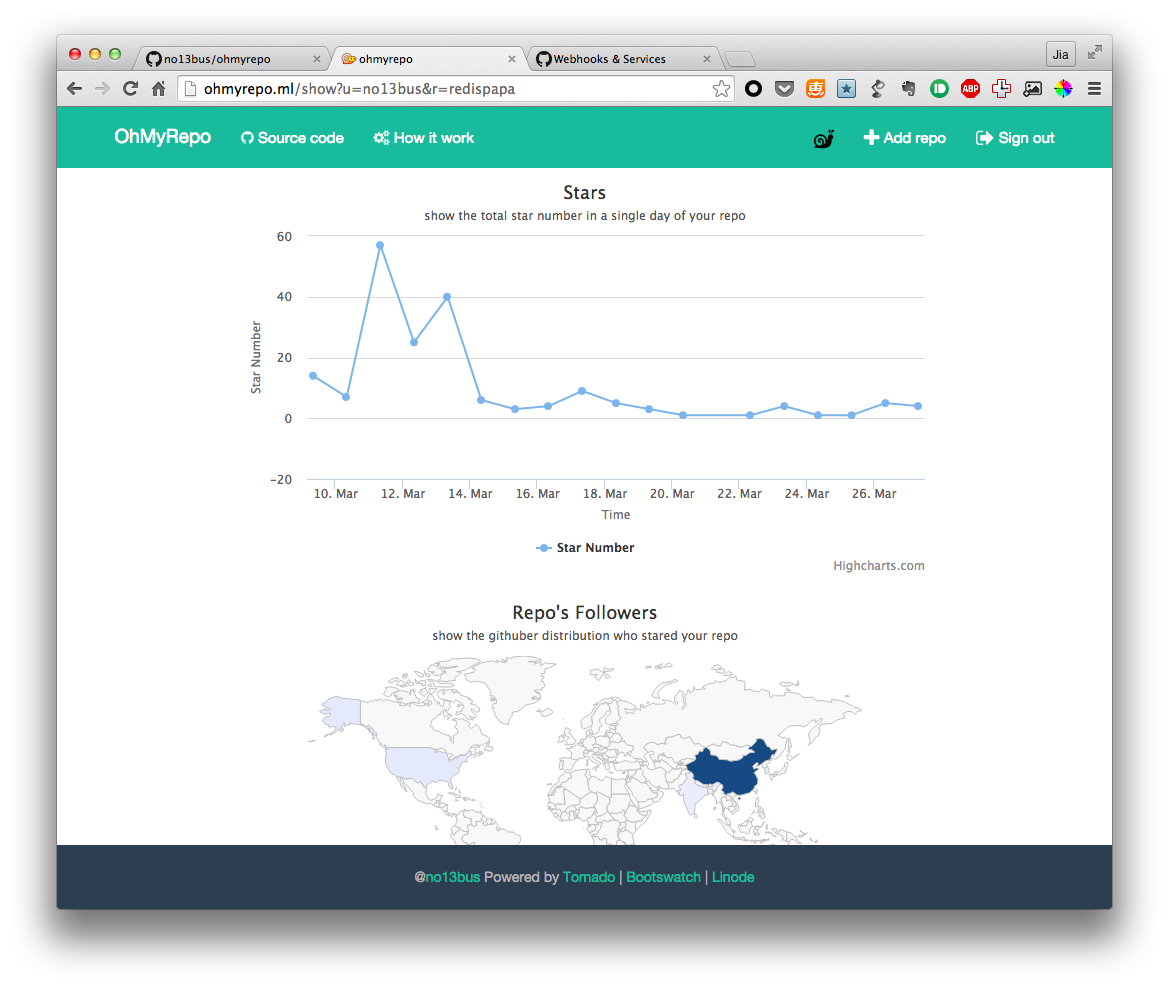 no13bus/ohmyrepo
ohmyrepo
Webhooks & Services
Jia
ohmyrepo.ml/show?u=no13bus&r=redispapa
ABP
OhMyRepo Source code How it work Add repo Sign out
Stars
show the total star number in a single day of your repo
60
40
20
0
-20
Star Number
10. Mar 12. Mar 14. Mar 16. Mar 18. Mar 20. Mar 22. Mar 24. Mar 26. Mar
Time
Star Number
Highcharts.com
Repo's Followers
show the githuber distribution who stared your repo
@no13bus Powered by Tornado | Bootswatch | Linode